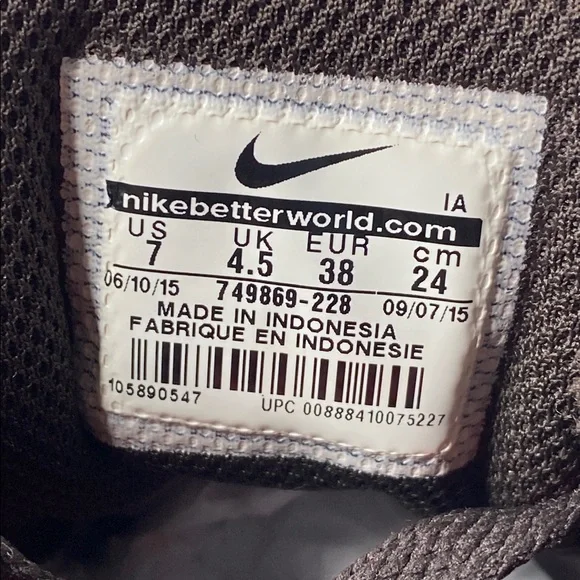 IA
nikebetterworld.com
US UK EUR cm
7 4.5 38 24
06/10/15 749869-228 09/07/15
MADE IN INDONESIA
FABRIQUE EN INDONESIE
105890547 UPC 00888410075227